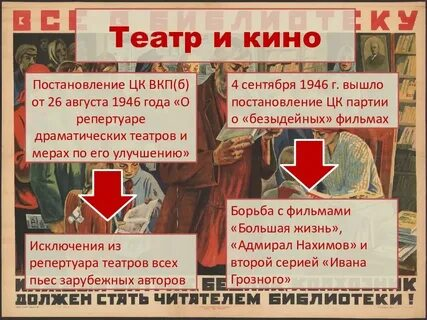 ВСЕ В БИБЛИОТЕКУ
Театр и кино
Постановление ЦК ВКП(б)
от 26 августа 1946 года «О
репертуаре
драматических театров и
мерах по его улучшению»
4 сентября 1946 г. вышло
постановление ЦК партии
о «безыдейных» фильмах
Исключения из
репертуара театров всех
пьес зарубежных авторов
Борьба с фильмами
«Большая жизнь»,
«Адмирал Нахимов» и
второй серией «Ивана
Грозного»
ДОЛЖЕН СТАТЬ ЧИТАТЕЛЕМ БИБЛИОТЕКИ!